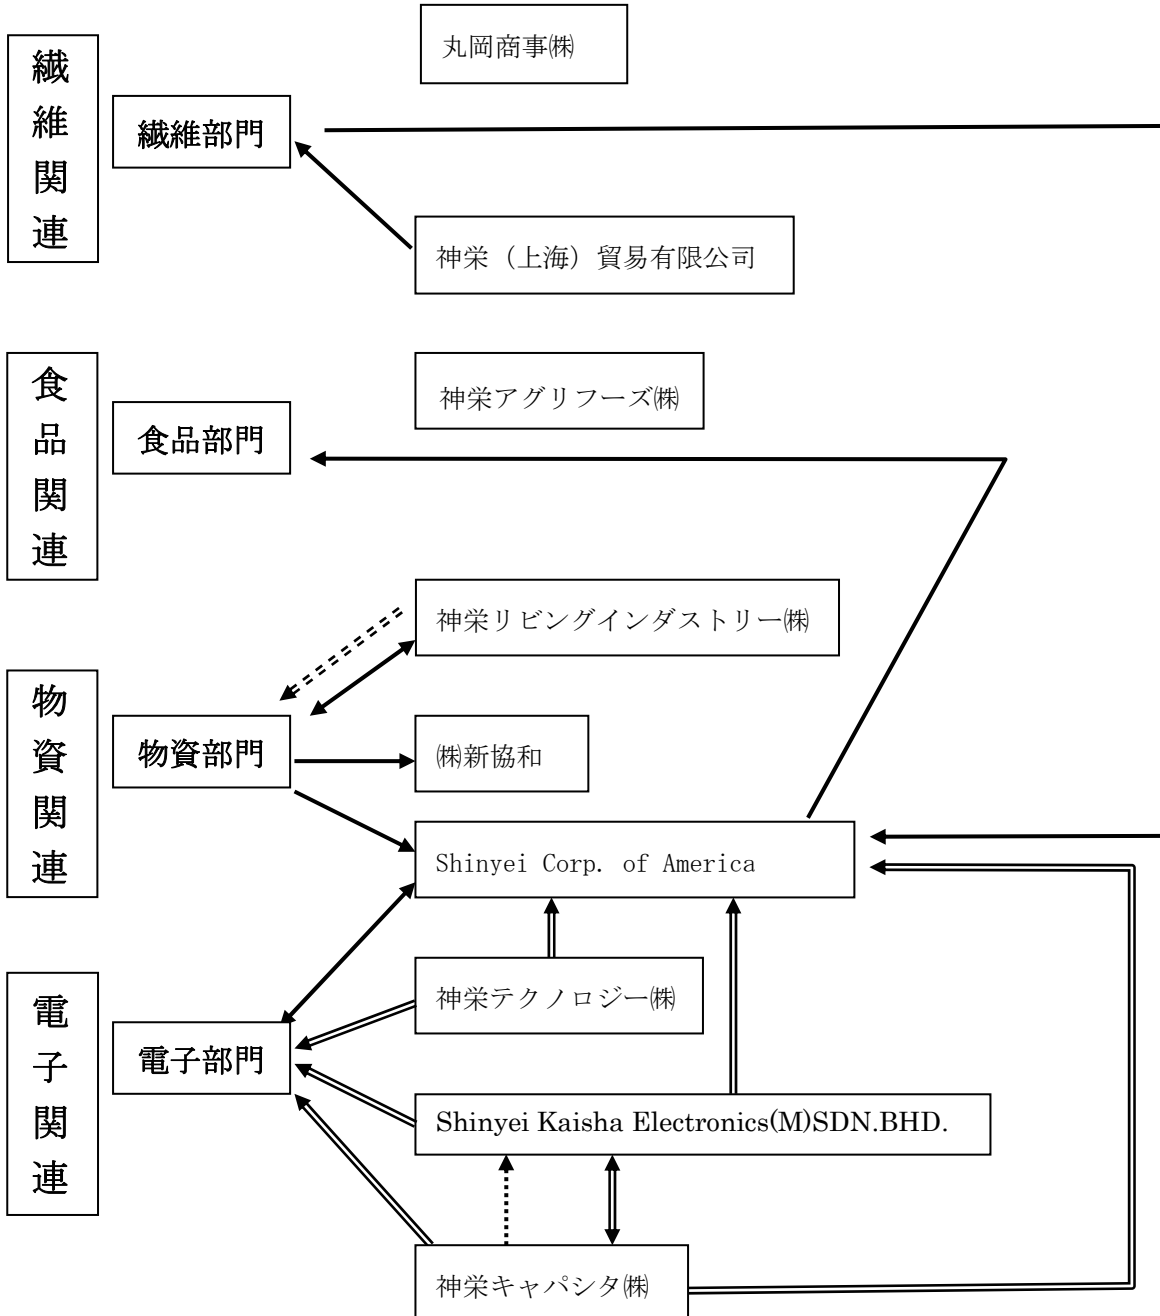 繊維関連
繊維部門
丸岡商事㈱
神栄（上海）貿易有限公司
食品関連
食品部門
神栄アグリフーズ㈱
物資関連
物資部門
神栄リビングインダストリー㈱
㈱新協和
Shinyei Corp. of America
電子関連
電子部門
神栄テクノロジー㈱
Shinyei Kaisha Electronics(M)SDN.BHD.
神栄キャパシタ㈱